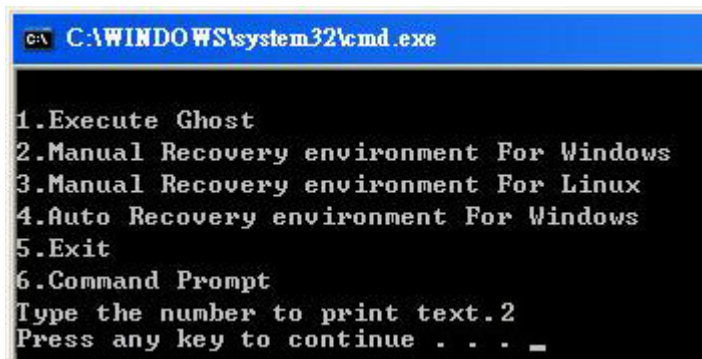 C:\WINDOWS\system32\cmd.exe
1.Execute Ghost
2.Manual Recovery environment For Windows
3.Manual Recovery environment For Linux
4.Auto Recovery environment For Windows
5.Exit
6.Command Prompt
Type the number to print text.2
Press any key to continue . . . _